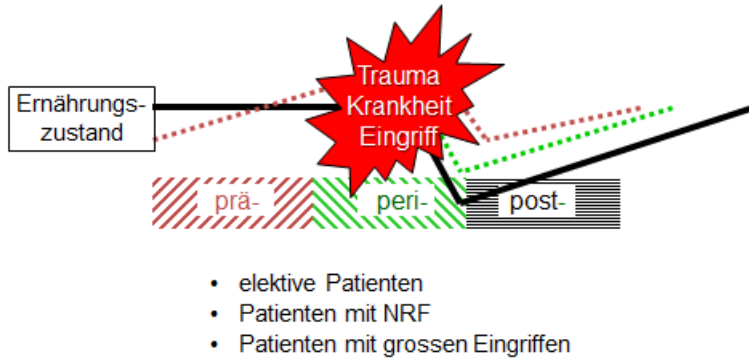 Ernährungs-
zustand
Trauma
Krankheit
Eingriff
prä-
peri-
post-
• elektive Patienten
• Patienten mit NRF
• Patienten mit grossen Eingriffen